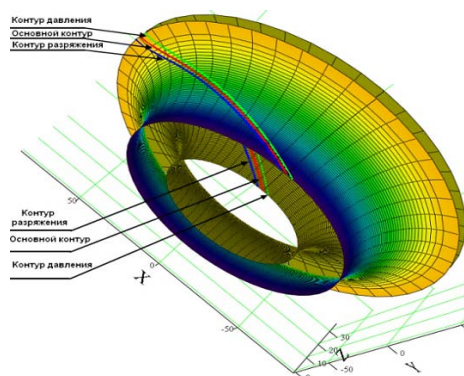 Контур давления
Основной контур
Контур разряжения
Контур
разряжения
Основной контур
Контур давления
50
0
-50
X
30
20
10
Z
-50
0
Y